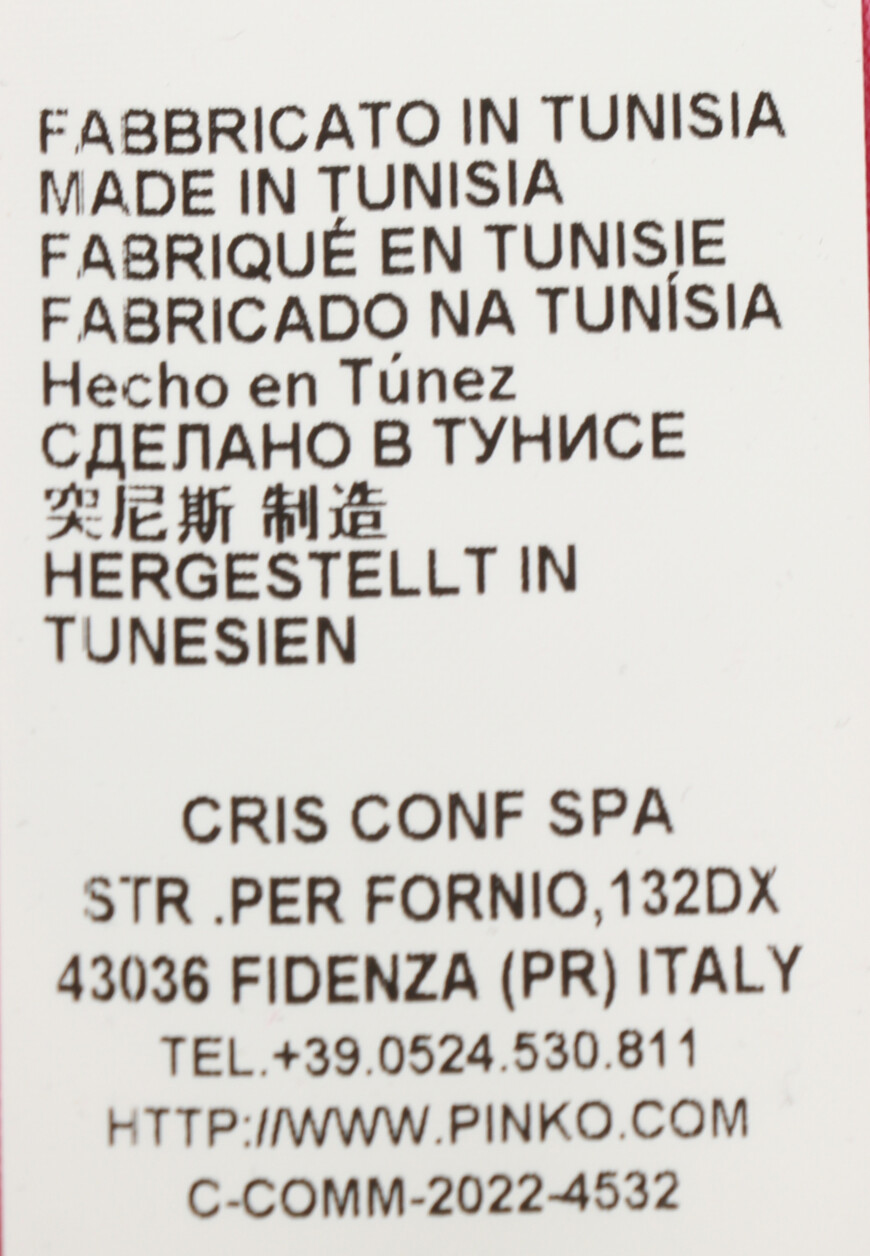 FABBRICATO IN TUNISIA
MADE IN TUNISIA
FABRIQUÉ EN TUNISIE
FABRICADO NA TUNÍSIA
Hecho en Túnez
СДЕЛАНО В ТУНИСЕ
突尼斯 制造
HERGESTELLT IN
TUNESIEN
CRIS CONF SPA
STR .PER FORNIO,132DX
43036 FIDENZA (PR) ITALY
TEL.+39.0524.530.811
HTTP://WWW.PINKO.COM
C-COMM-2022-4532